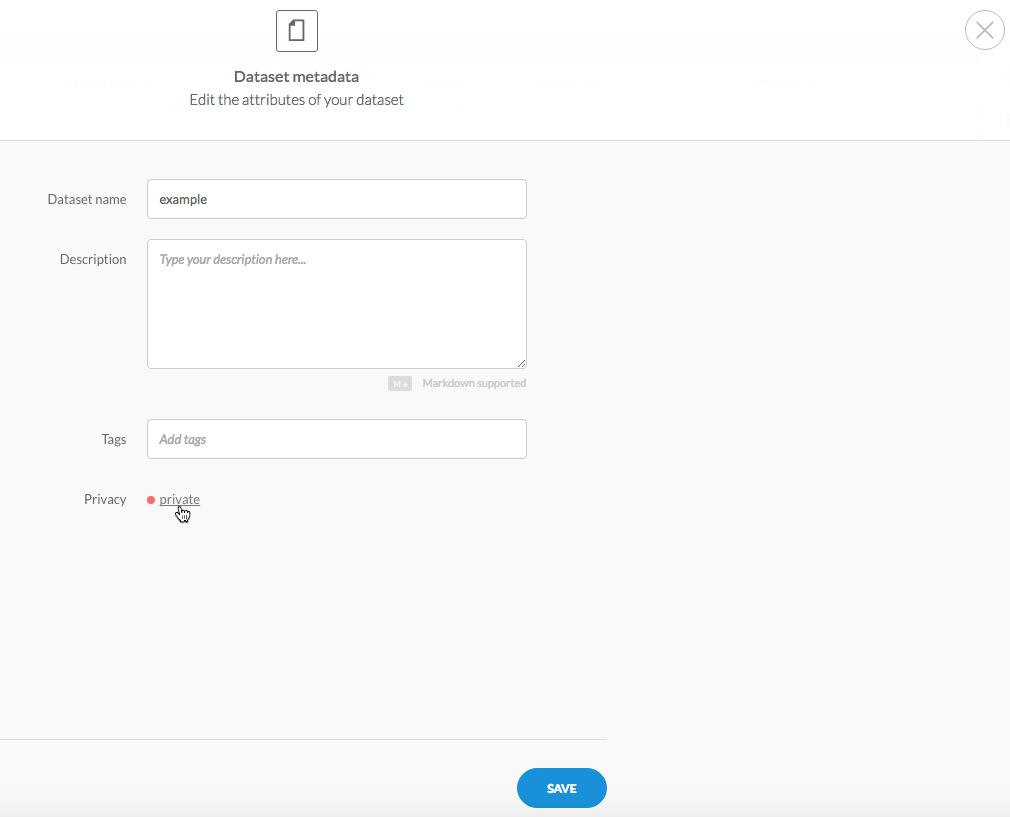 Dataset metadata
Edit the attributes of your dataset
Dataset name
example
Description
Type your description here...
M↓ Markdown supported
Tags
Add tags
Privacy
private
SAVE